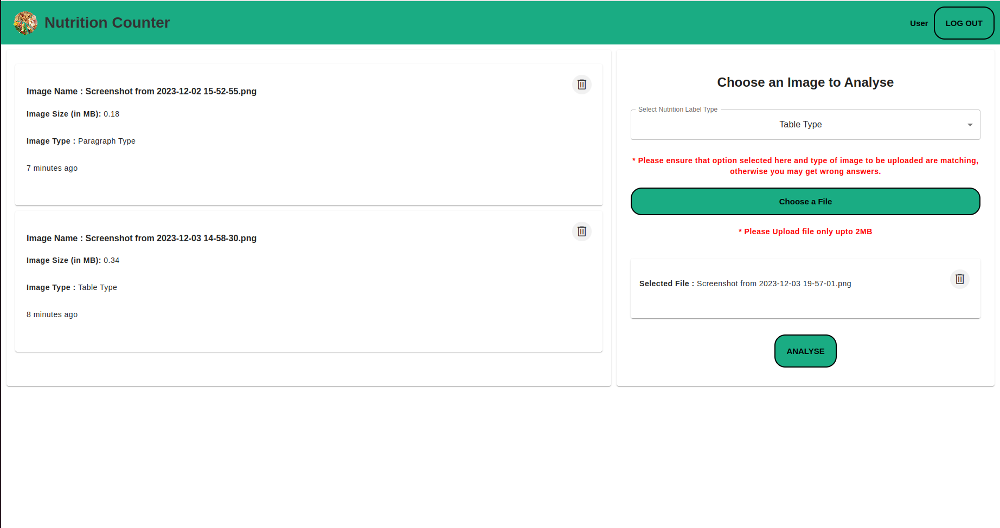 Nutrition Counter
User
LOG OUT
Image Name : Screenshot from 2023-12-02 15-52-55.png
Image Size (in MB): 0.18
Image Type : Paragraph Type
7 minutes ago
Image Name : Screenshot from 2023-12-03 14-58-30.png
Image Size (in MB): 0.34
Image Type : Table Type
8 minutes ago
Choose an Image to Analyse
Select Nutrition Label Type
Table Type
* Please ensure that option selected here and type of image to be uploaded are matching,
otherwise you may get wrong answers.
Choose a File
* Please Upload file only upto 2MB
Selected File : Screenshot from 2023-12-03 19-57-01.png
ANALYSE